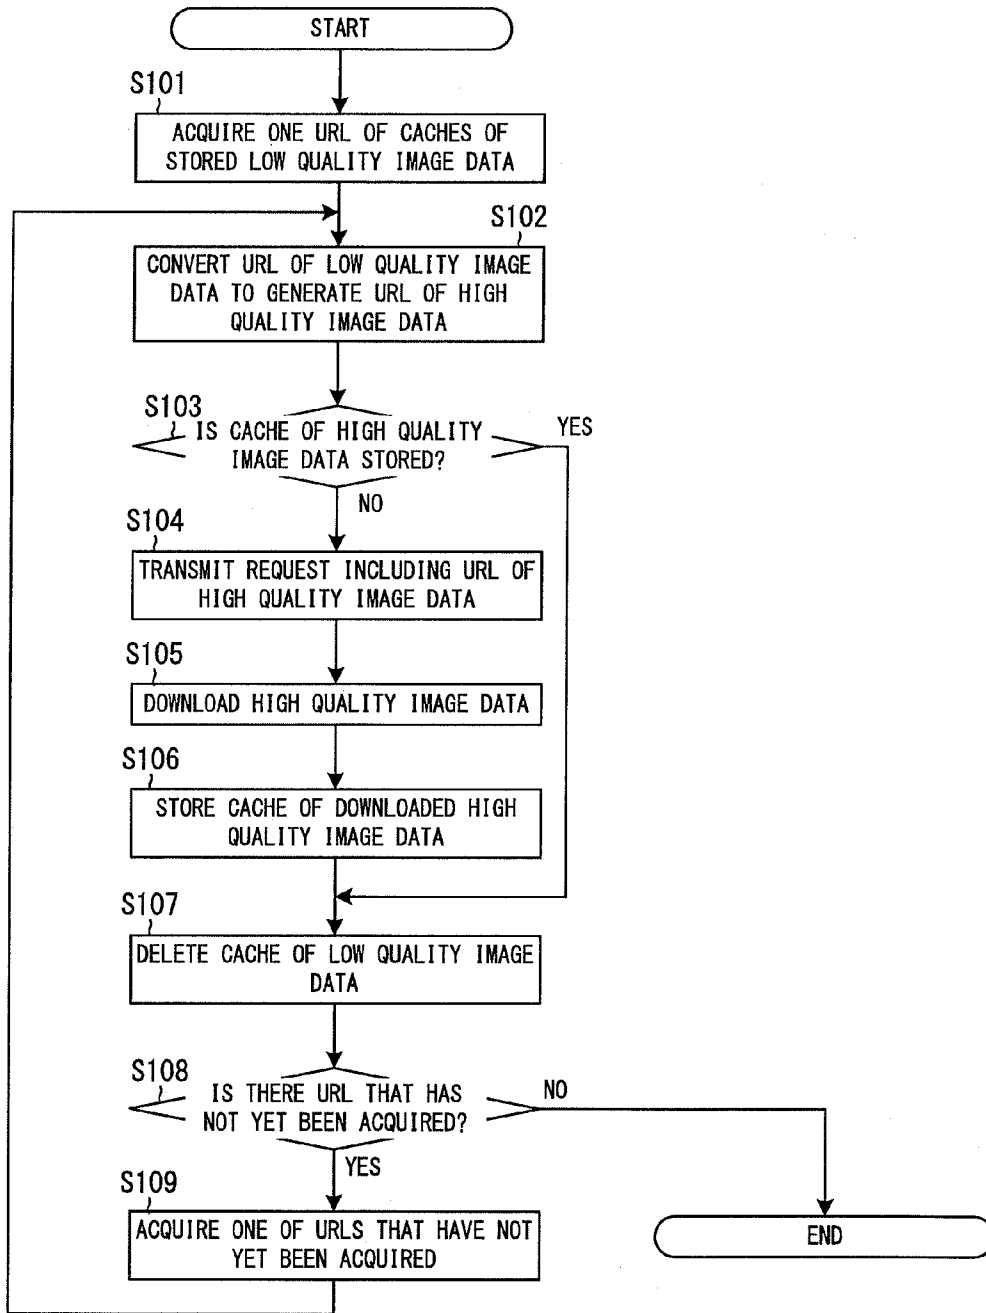 START
S101
ACQUIRE ONE URL OF CACHES OF
STORED LOW QUALITY IMAGE DATA
S102
CONVERT URL OF LOW QUALITY IMAGE
DATA TO GENERATE URL OF HIGH
QUALITY IMAGE DATA
S103
IS CACHE OF HIGH QUALITY
IMAGE DATA STORED?
YES
NO
S104
TRANSMIT REQUEST INCLUDING URL OF
HIGH QUALITY IMAGE DATA
S105
DOWNLOAD HIGH QUALITY IMAGE DATA
S106
STORE CACHE OF DOWNLOADED HIGH
QUALITY IMAGE DATA
S107
DELETE CACHE OF LOW QUALITY IMAGE
DATA
S108
IS THERE URL THAT HAS
NOT YET BEEN ACQUIRED?
NO
YES
S109
ACQUIRE ONE OF URLS THAT HAVE NOT
YET BEEN ACQUIRED
END